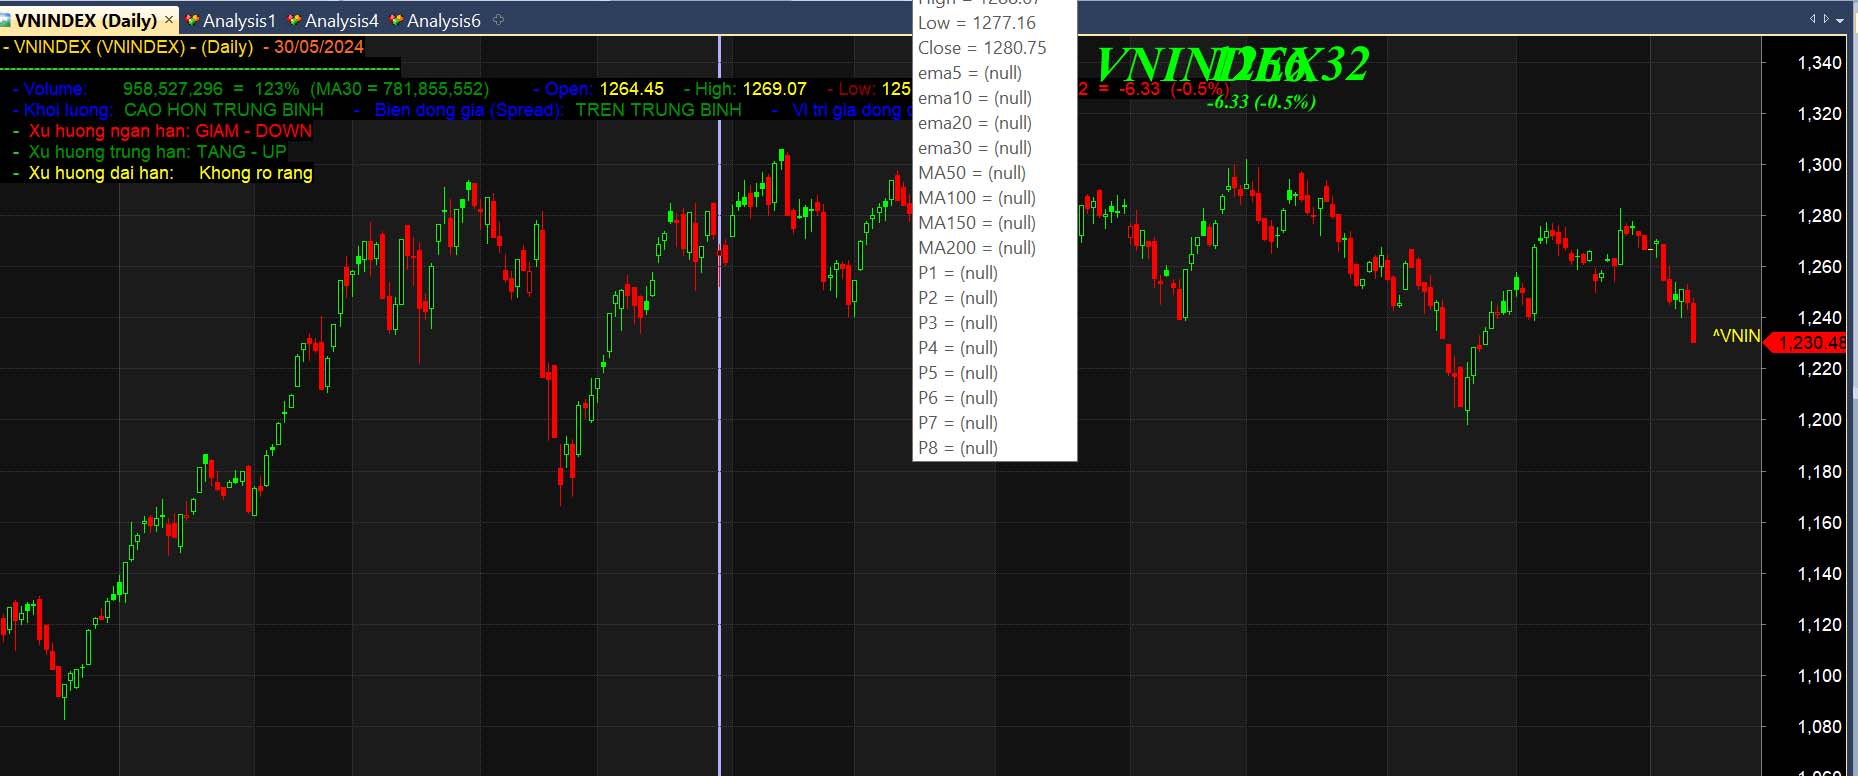 VNINDEX (Daily) × Analysis1 Analysis4 Analysis6
- VNINDEX (VNINDEX) - (Daily) - 30/05/2024
- Volume: 958,527,296 = 123% (MA30 = 781,855,552) - Open: 1264.45 - High: 1269.07 - Low: 125
2 = -6.33 (-0.5%)
- Khoi luong: CAO HON TRUNG BINH - Bien dong gia (Spread): TREN TRUNG BINH - Vi tri gia dong c
- Xu huong ngan han: GIAM - DOWN
- Xu huong trung han: TANG - UP
- Xu huong dai han: Khong ro rang
Low = 1277.16
Close = 1280.75
ema5 = (null)
ema10 = (null)
ema20 = (null)
ema30 = (null)
MA50 = (null)
MA100 = (null)
MA150 = (null)
MA200 = (null)
P1 = (null)
P2 = (null)
P3 = (null)
P4 = (null)
P5 = (null)
P6 = (null)
P7 = (null)
P8 = (null)
VNINDEX
-6.33 (-0.5%)
^VNIN
1,340
1,320
1,300
1,280
1,260
1,240
1,230.48
1,220
1,200
1,180
1,160
1,140
1,120
1,100
1,080